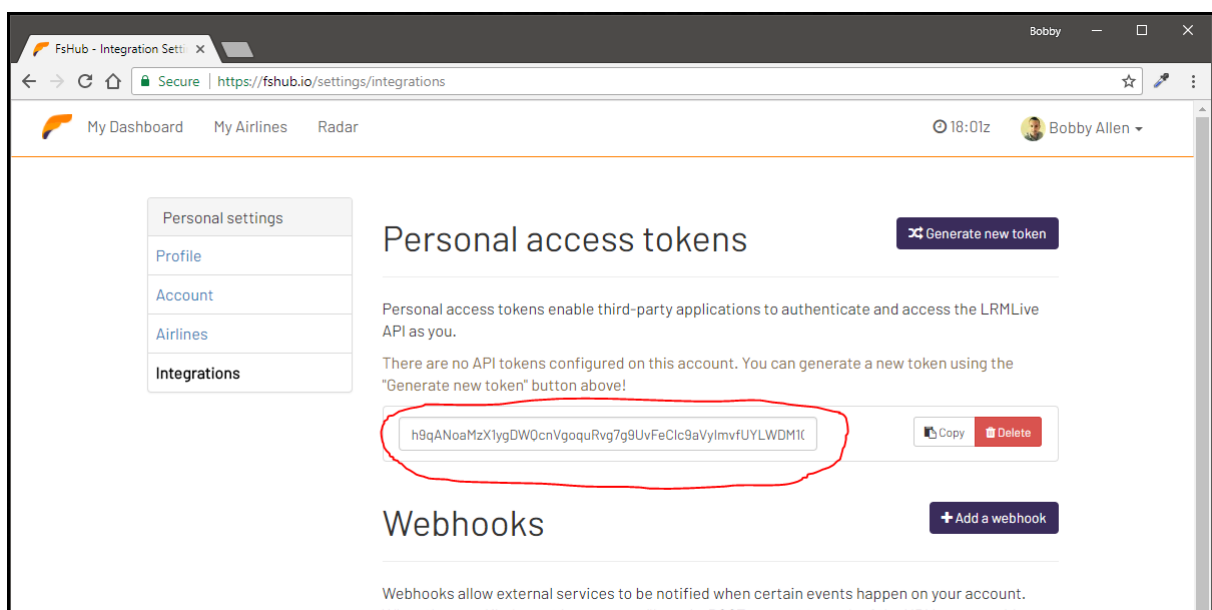 Bobby
FsHub - Integration Setti
Secure | https://fshub.io/settings/integrations
My Dashboard My Airlines Radar 18:01z Bobby Allen
Personal settings
Profile
Account
Airlines
Integrations
Personal access tokens
Generate new token
Personal access tokens enable third-party applications to authenticate and access the LRMLive
API as you.
There are no API tokens configured on this account. You can generate a new token using the
"Generate new token" button above!
h9qANoaMzX1ygDWQcnVgoquRvg7g9UvFeClc9aVylmvfUYLWDM1(
Copy Delete
Webhooks
Add a webhook
Webhooks allow external services to be notified when certain events happen on your account.